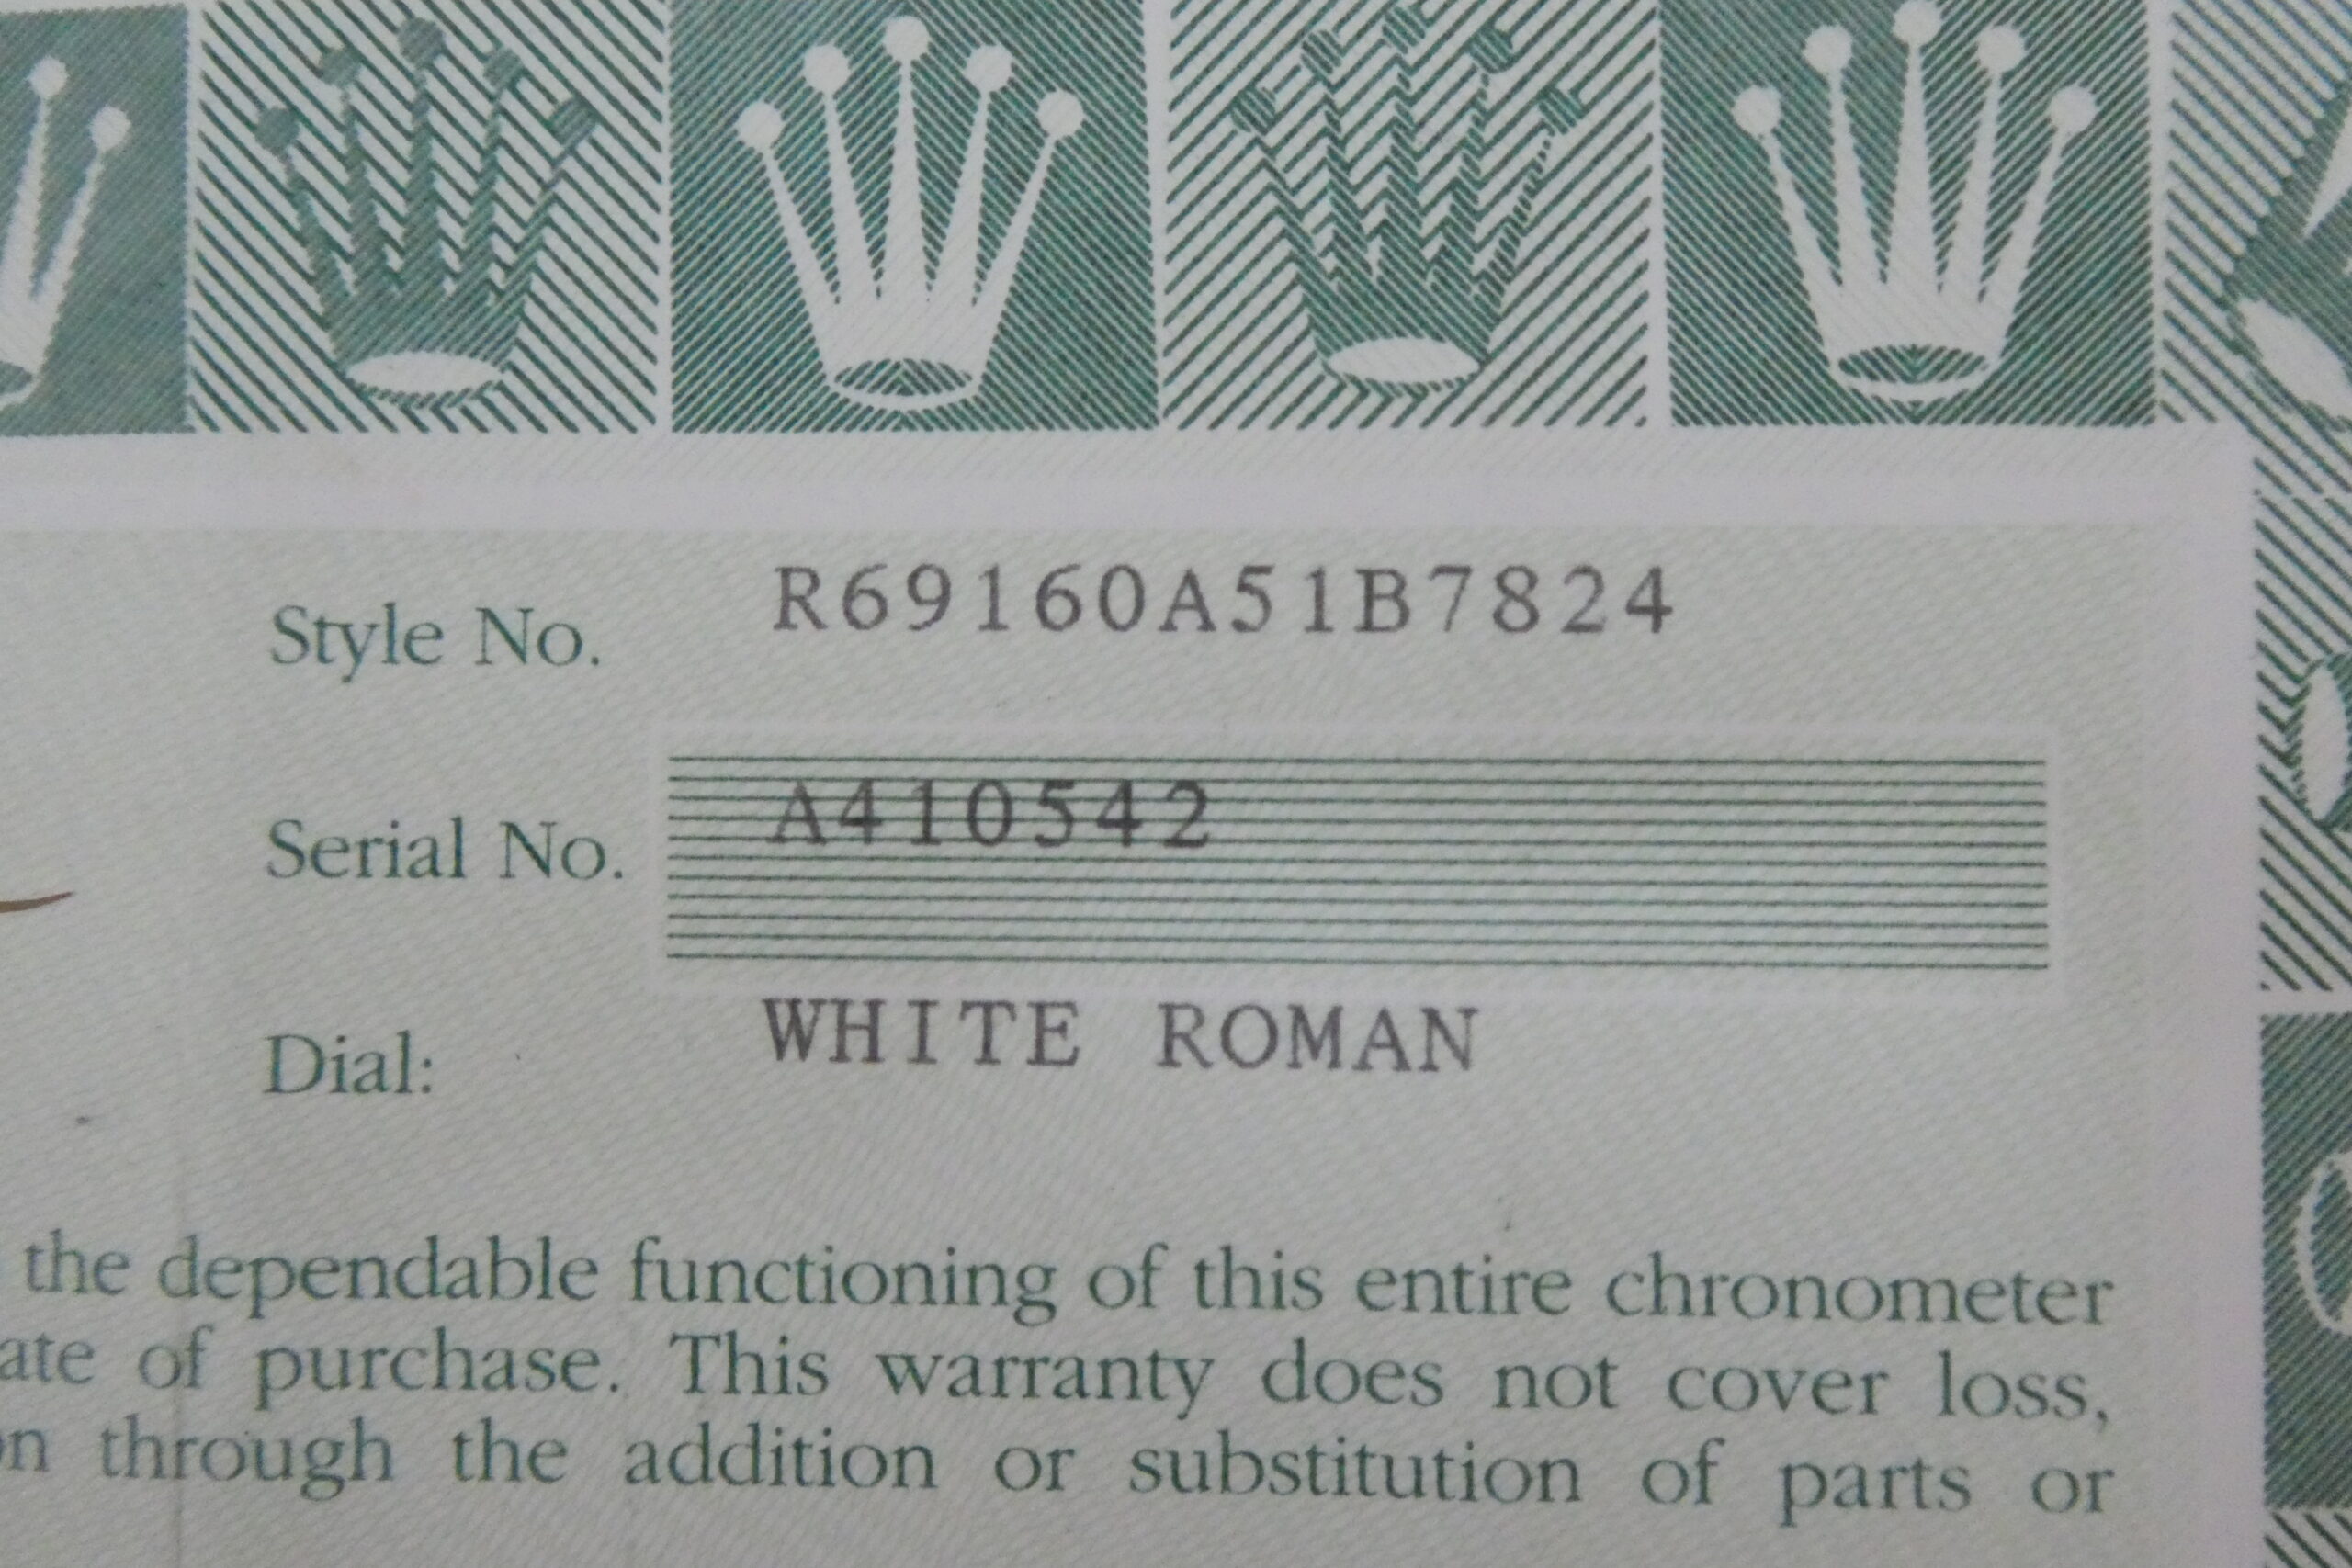 Style No. R69160A51B7824
Serial No. A410542
Dial: WHITE ROMAN
the dependable functioning of this entire chronometer
ate of purchase. This warranty does not cover loss,
n through the addition or substitution of parts or